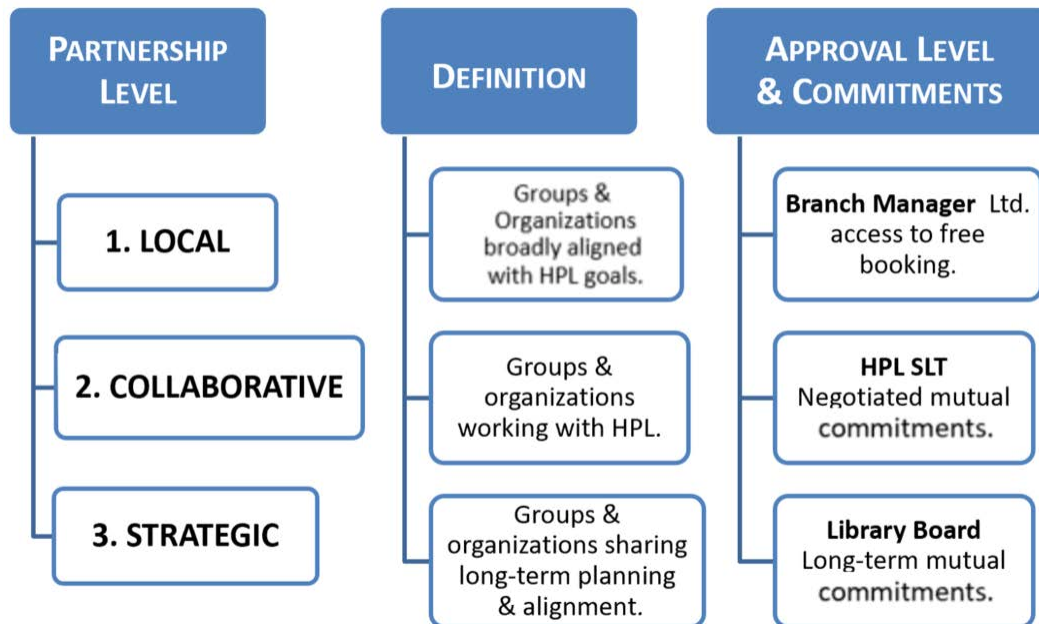 PARTNERSHIP
LEVEL
1. LOCAL
2. COLLABORATIVE
3. STRATEGIC
DEFINITION
Groups &
Organizations
broadly aligned
with HPL goals.
Groups &
organizations
working with HPL.
Groups &
organizations sharing
long-term planning
& alignment.
APPROVAL LEVEL
& COMMITMENTS
Branch Manager Ltd.
access to free
booking.
HPL SLT
Negotiated mutual
commitments.
Library Board
Long-term mutual
commitments.